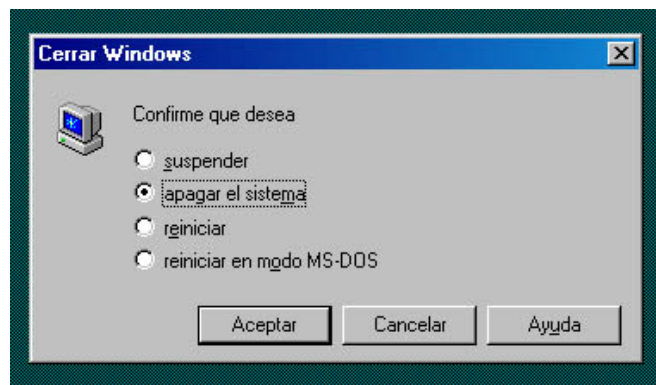 Cerrar Windows
Confirme que desea
suspender
apagar el sistema
reiniciar
reiniciar en modo MS-DOS
Aceptar Cancelar Ayuda